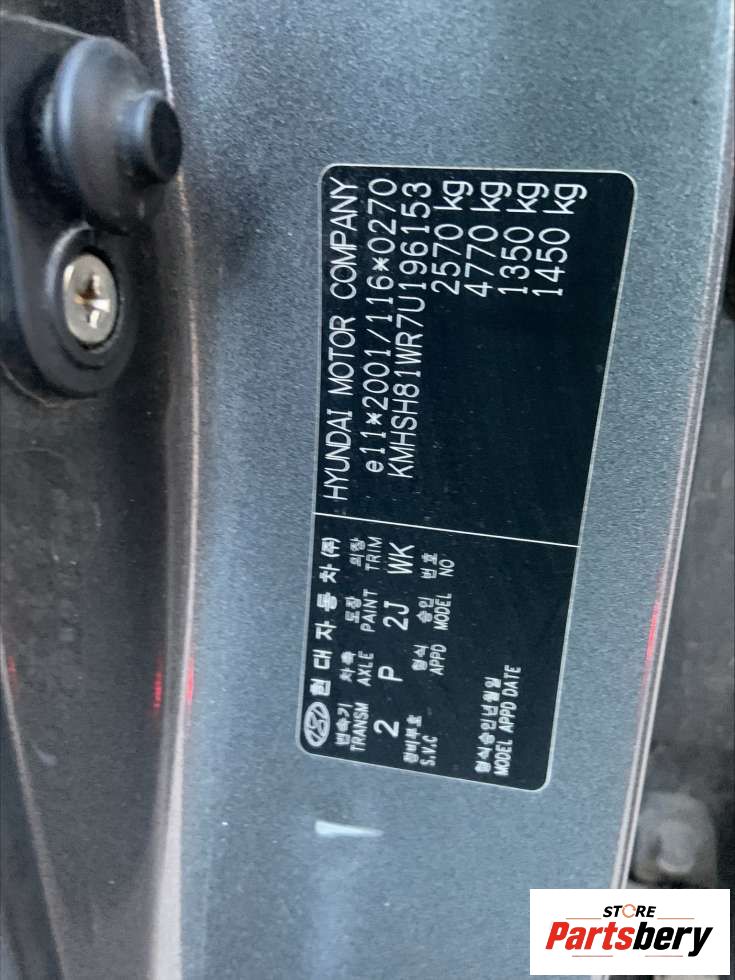 HYUNDAI MOTOR COMPANY
e11*2001/116*0270
KMHSH81WR7U196153
2570 kg
4770 kg
1350 kg
1450 kg
현대자동차(주)
변속기 차축 도장 의장
TRANSM AXLE PAINT TRIM
2 P 2J WK
장비부호 형식 승인 번호
S.V.C APPD MODEL NO
형식승인년월일
MODEL APPD DATE
STORE
Partsbery